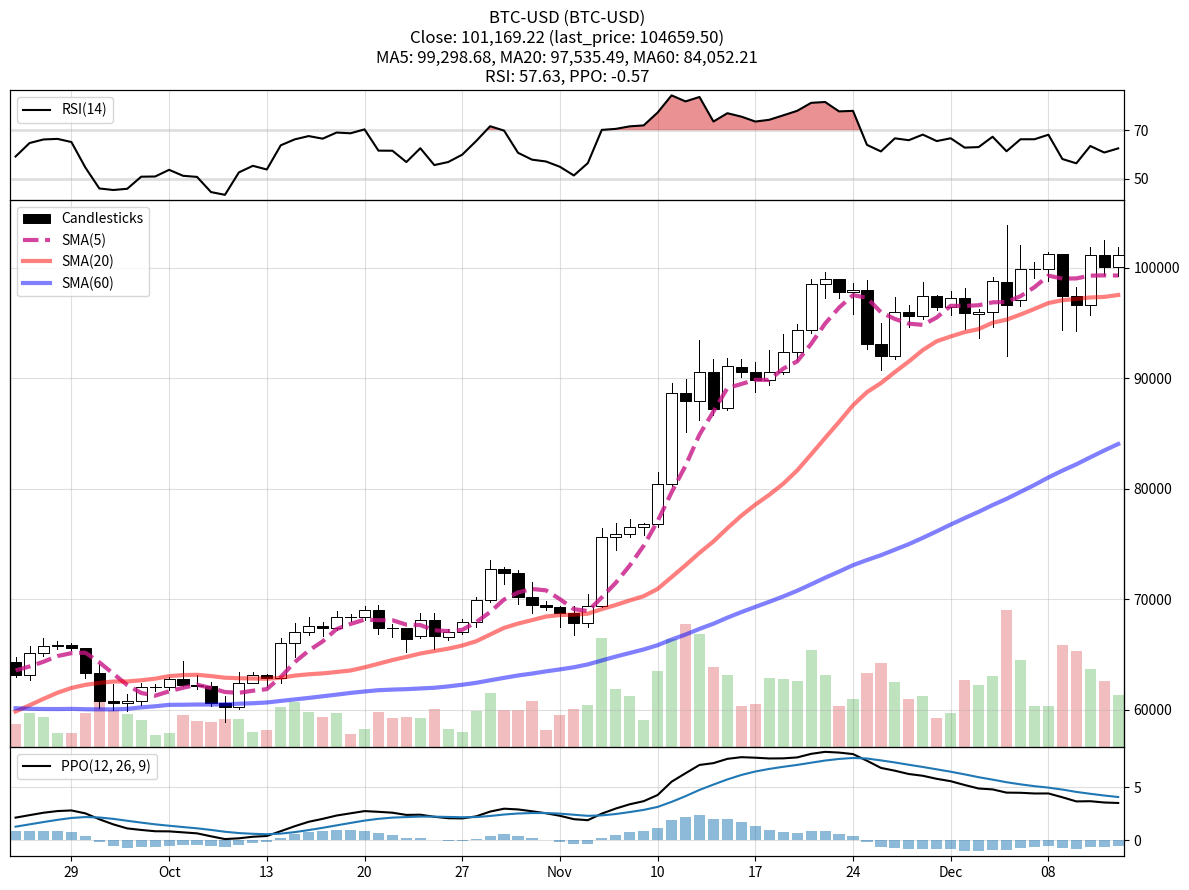 BTC-USD (BTC-USD)
Close: 101,169.22 (last_price: 104659.50)
MA5: 99,298.68, MA20: 97,535.49, MA60: 84,052.21
RSI: 57.63, PPO: -0.57
RSI(14)
70
50
Candlesticks
SMA(5)
SMA(20)
SMA(60)
100000
90000
80000
70000
60000
PPO(12, 26, 9)
5
0
29 Oct 13 20 27 Nov 10 17 24 Dec 08